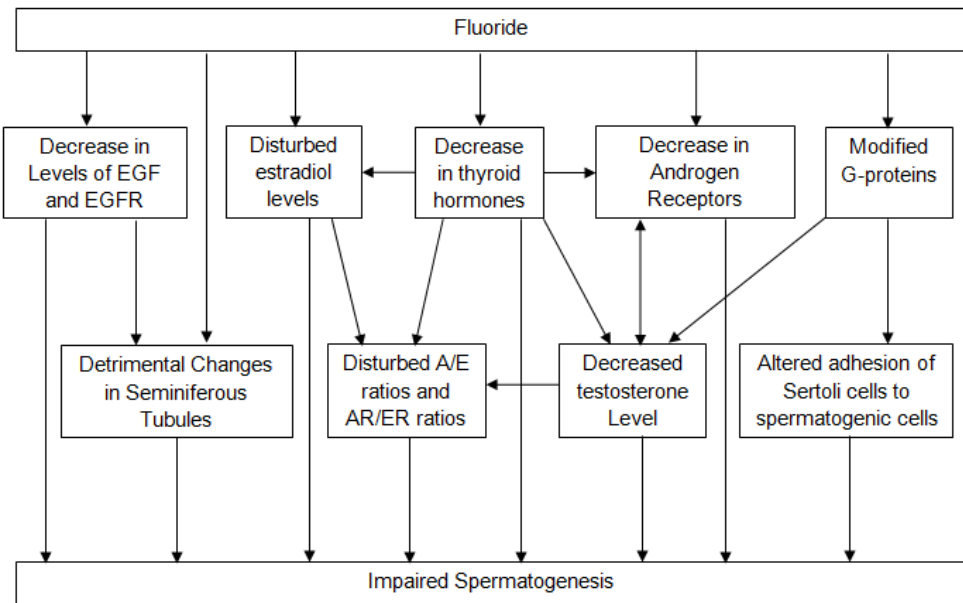 Fluoride
Decrease in
Levels of EGF
and EGFR
Disturbed
estradiol
levels
Decrease
in thyroid
hormones
Decrease in
Androgen
Receptors
Modified
G-proteins
Detrimental Changes
in Seminiferous
Tubules
Disturbed A/E
ratios and
AR/ER ratios
Decreased
testosterone
Level
Altered adhesion of
Sertoli cells to
spermatogenic cells
Impaired Spermatogenesis